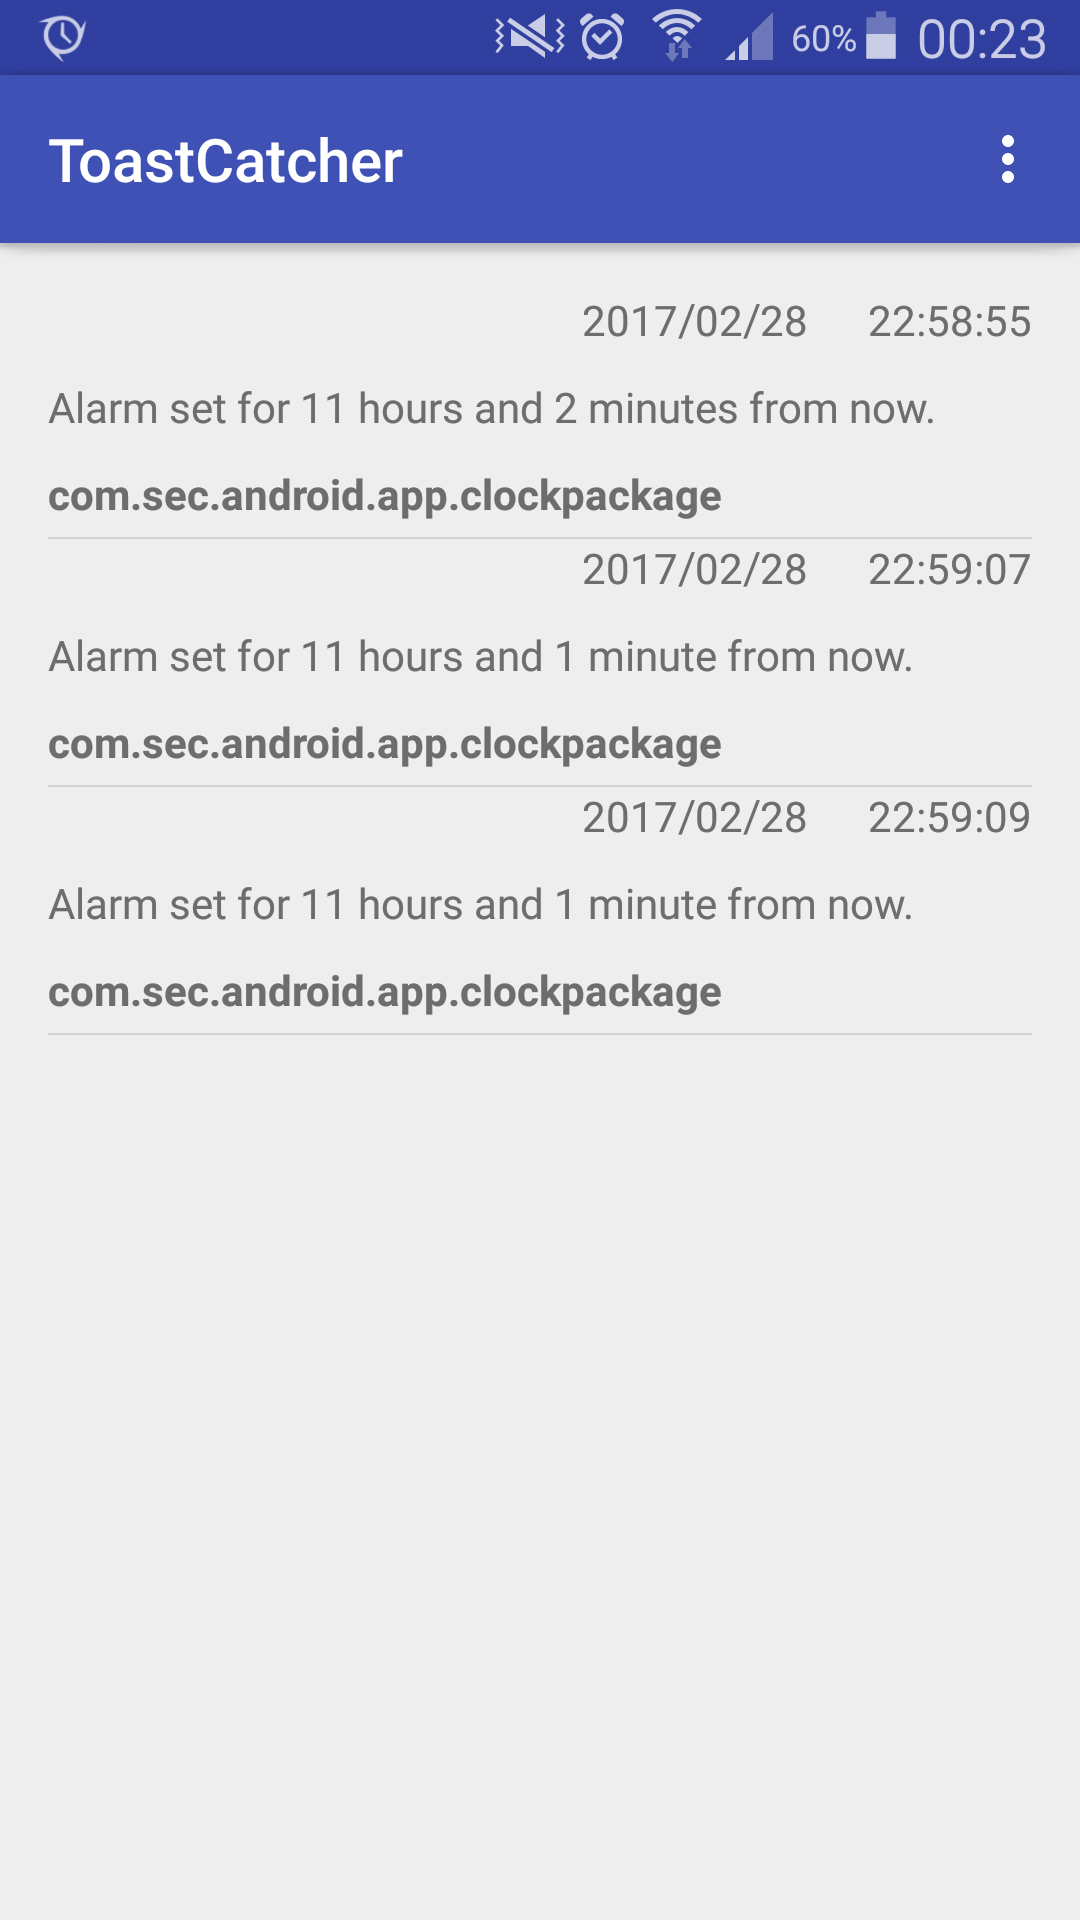 60% 00:23
ToastCatcher
2017/02/28 22:58:55
Alarm set for 11 hours and 2 minutes from now.
com.sec.android.app.clockpackage
2017/02/28 22:59:07
Alarm set for 11 hours and 1 minute from now.
com.sec.android.app.clockpackage
2017/02/28 22:59:09
Alarm set for 11 hours and 1 minute from now.
com.sec.android.app.clockpackage